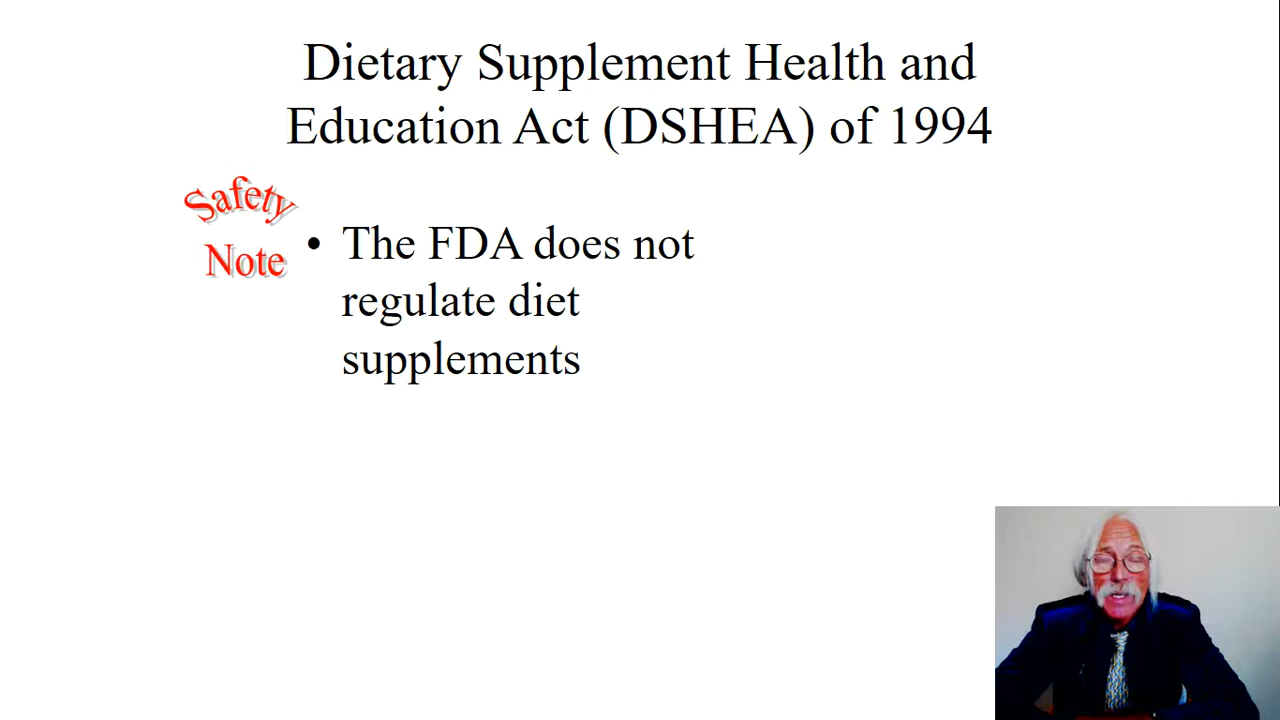 Dietary Supplement Health and
Education Act (DSHEA) of 1994
Safety
Note
• The FDA does not
regulate diet
supplements